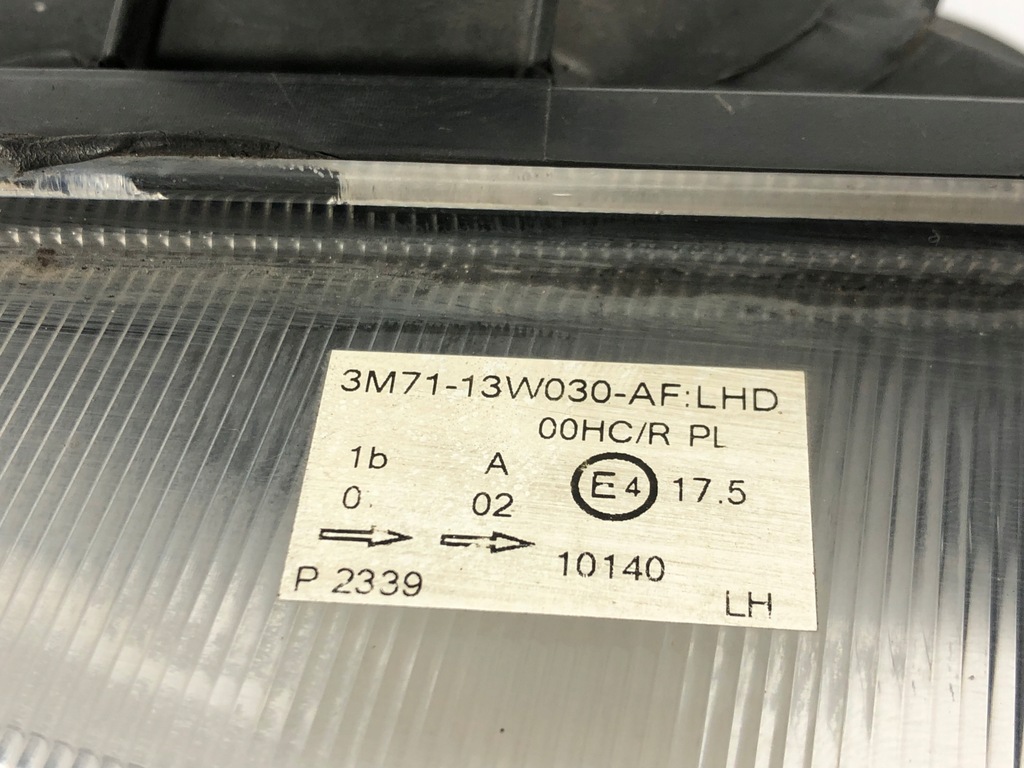 3M71-13W030-AF:LHD
00HC/R PL
1b A E4 17.5
0. 02
10140
P 2339
LH